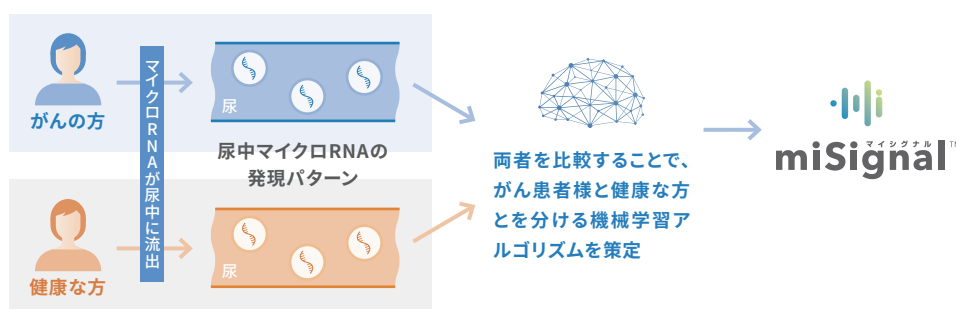 がんの方
マイクロRNAが尿中に流出
尿
尿中マイクロRNAの
発現パターン
健康な方
尿
両者を比較することで、
がん患者様と健康な方
とを分ける機械学習ア
ルゴリズムを策定
マイシグナル
miSignal™